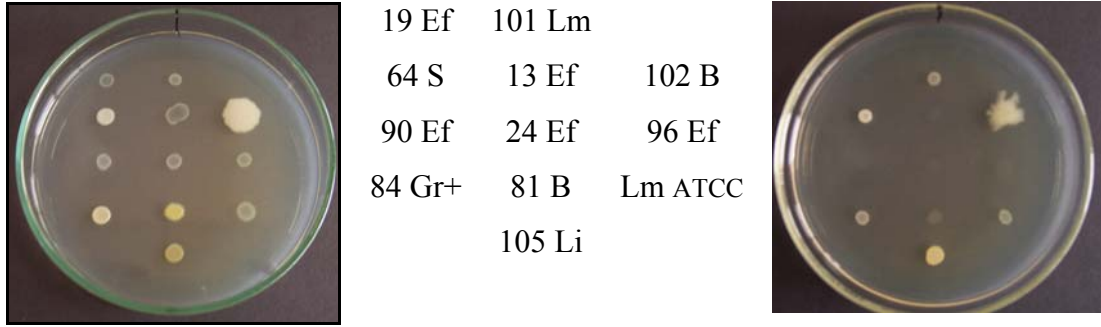 19 Ef 101 Lm
64 S 13 Ef 102 B
90 Ef 24 Ef 96 Ef
84 Gr+ 81 B Lm ATCC
105 Li